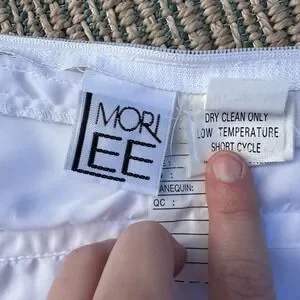 MORI
LEE
DRY CLEAN ONLY
LOW TEMPERATURE
SHORT CYCLE
ANEQUIN:
QC :